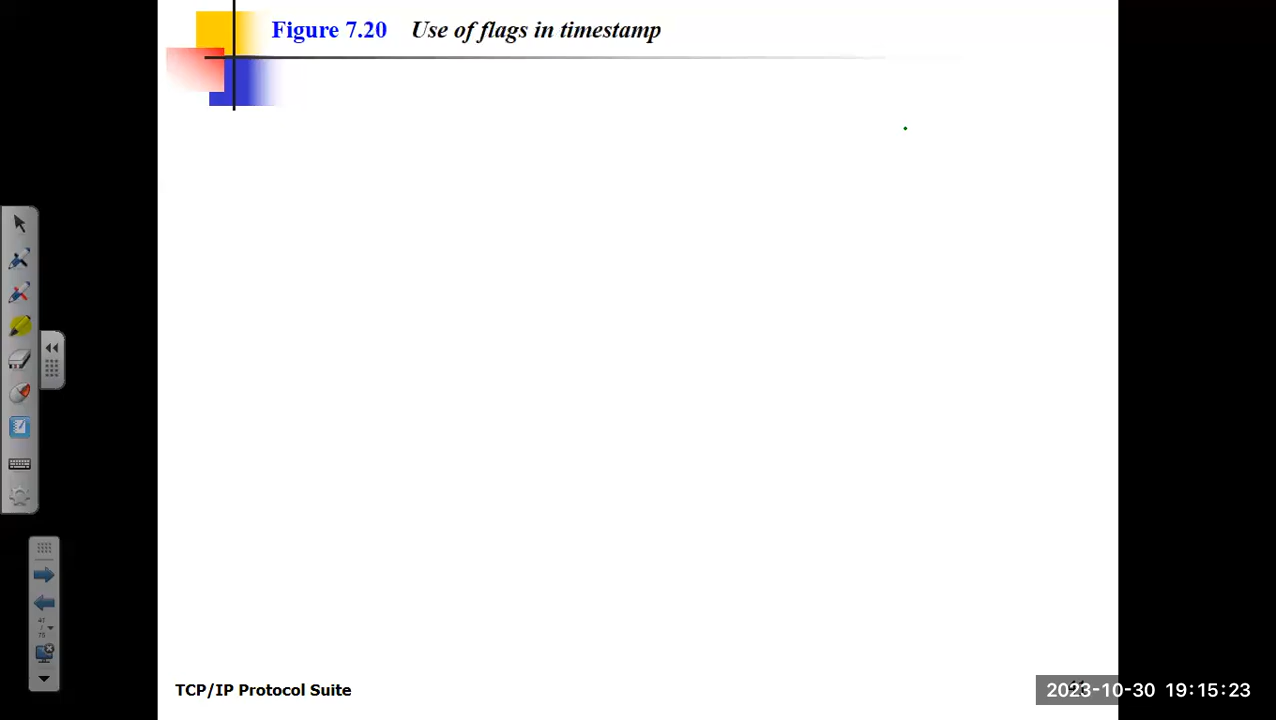 Figure 7.20 Use of flags in timestamp
TCP/IP Protocol Suite
2023-10-30 19:15:23